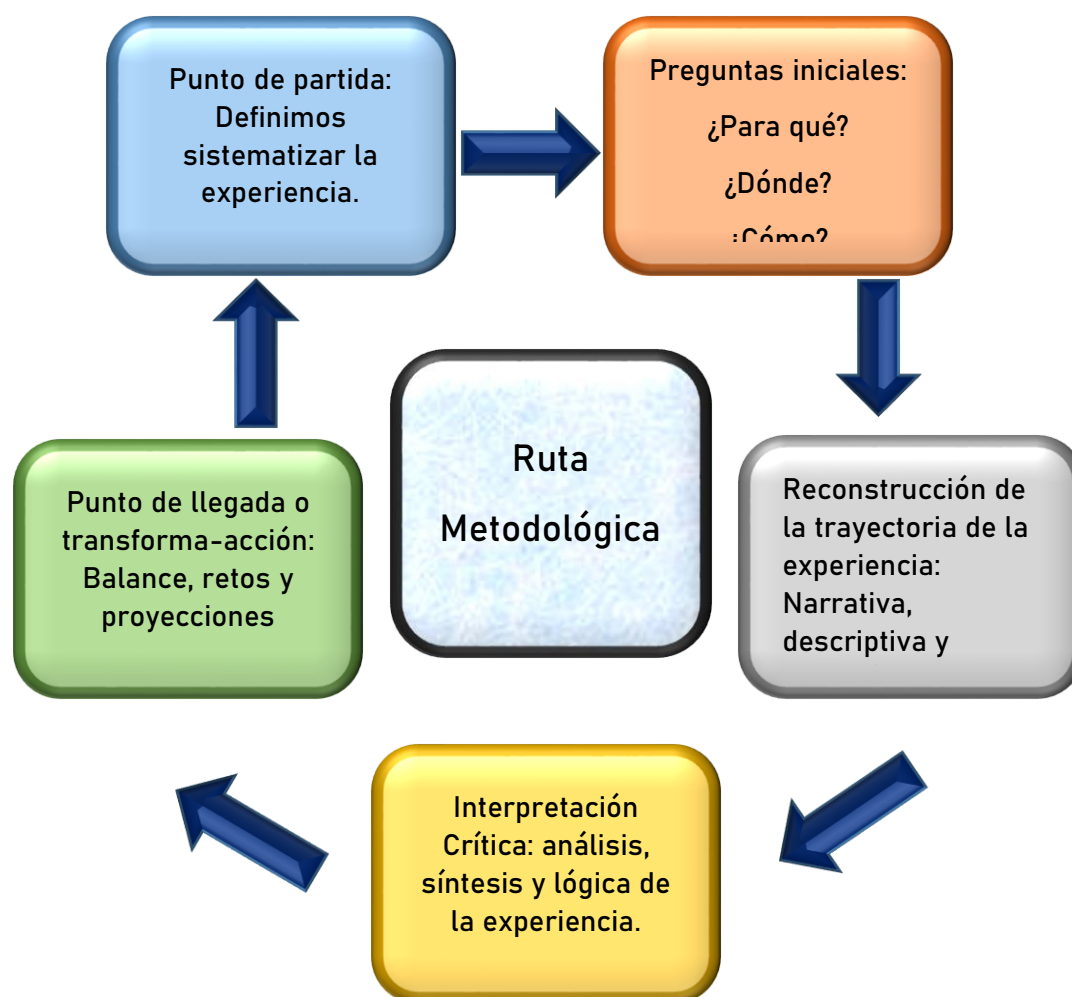 Punto de partida:
Definimos
sistematizar la
experiencia.
Preguntas iniciales:
¿Para qué?
¿Dónde?
¿Cómo?
Ruta
Metodológica
Reconstrucción de
la trayectoria de la
experiencia:
Narrativa,
descriptiva y
Interpretación
Crítica: análisis,
síntesis y lógica de
la experiencia.
Punto de llegada o
transforma-acción:
Balance, retos y
proyecciones